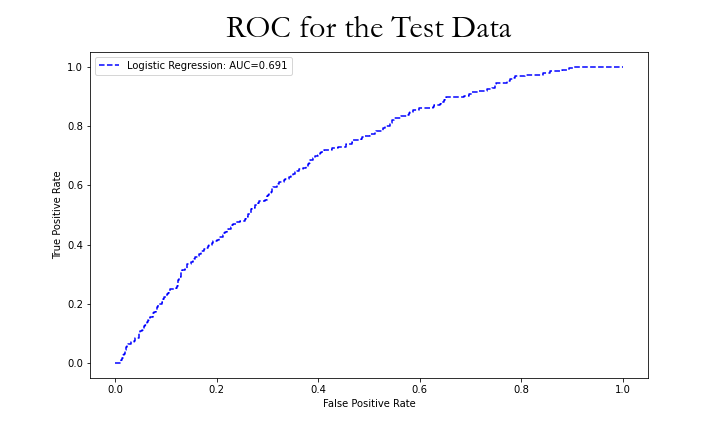 ROC for the Test Data
Logistic Regression: AUC=0.691
1.0
0.8
0.6
0.4
0.2
0.0
True Positive Rate
0.0 0.2 0.4 0.6 0.8 1.0
False Positive Rate